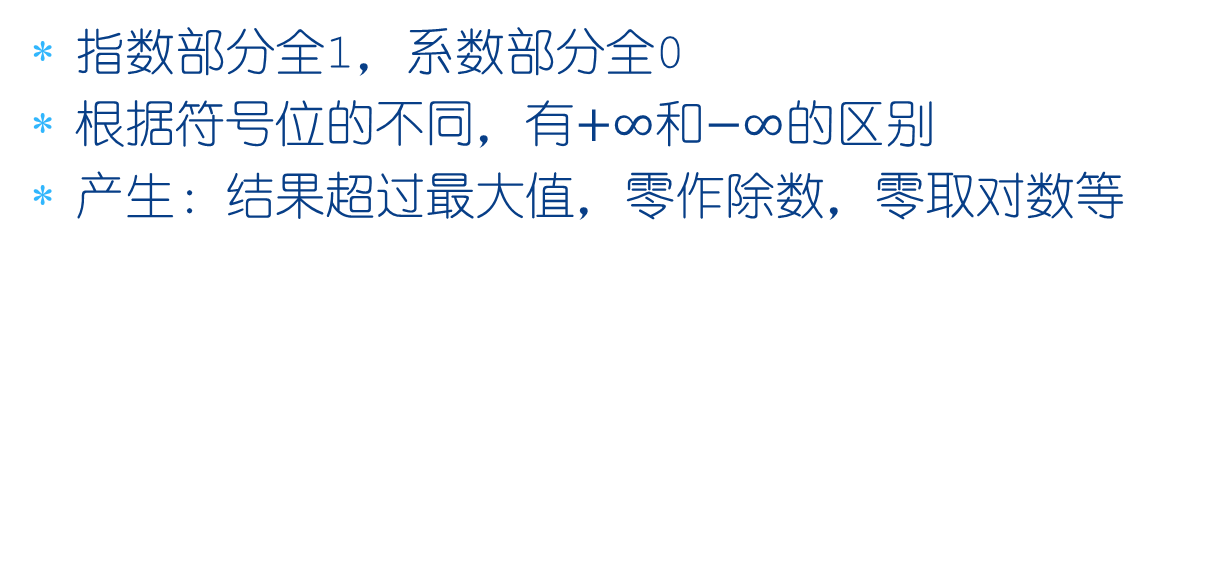 * 指数部分全1，系数部分全0
* 根据符号位的不同，有+∞和−∞的区别
* 产生：结果超过最大值，零作除数，零取对数等